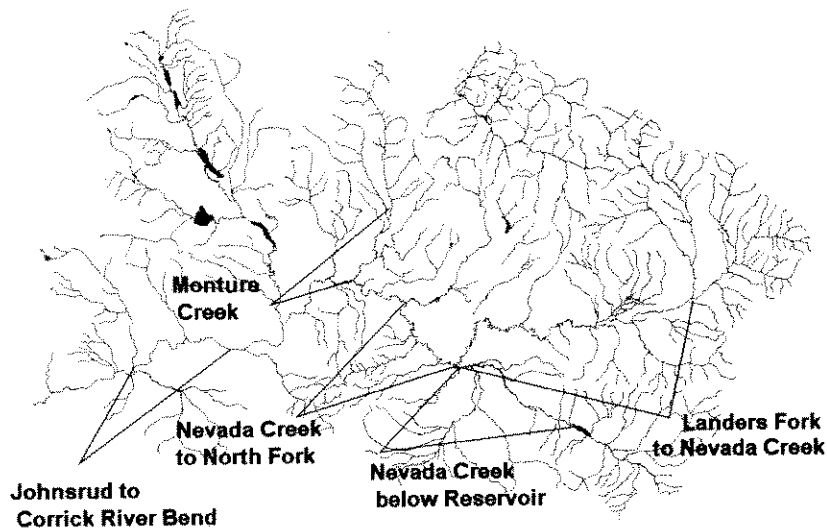 Monture
Creek
Nevada Creek
to North Fork
Landers Fork
to Nevada Creek
Nevada Creek
below Reservoir
Johnsrud to
Corrick River Bend